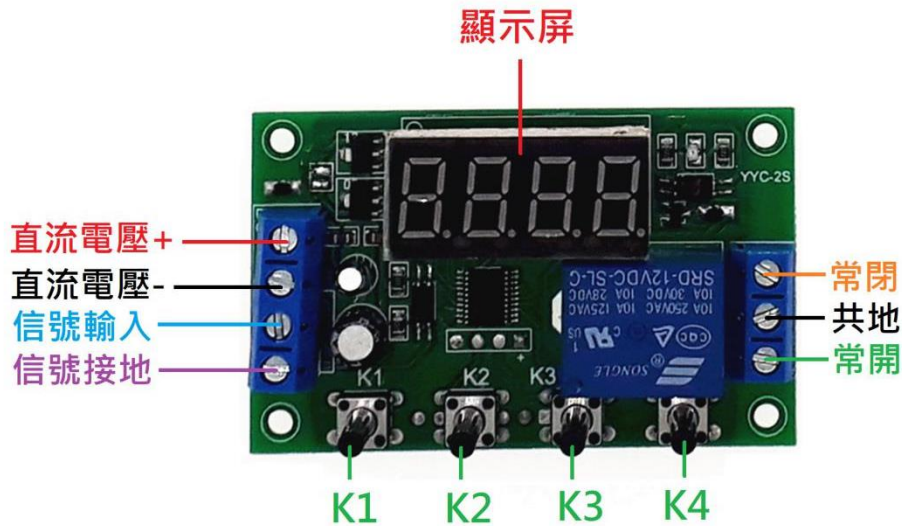 顯示屏
YYC-2S
直流電壓+
直流電壓-
信號輸入
信號接地
常閉
共地
常開
SRD-12VDC-SL-C
10A 30VDC 10A 28VDC
10A 250VAC 10A 125VAC
CQC
c US
SONGLE
®
K1
K2
K3
+
K1
K2
K3
K4